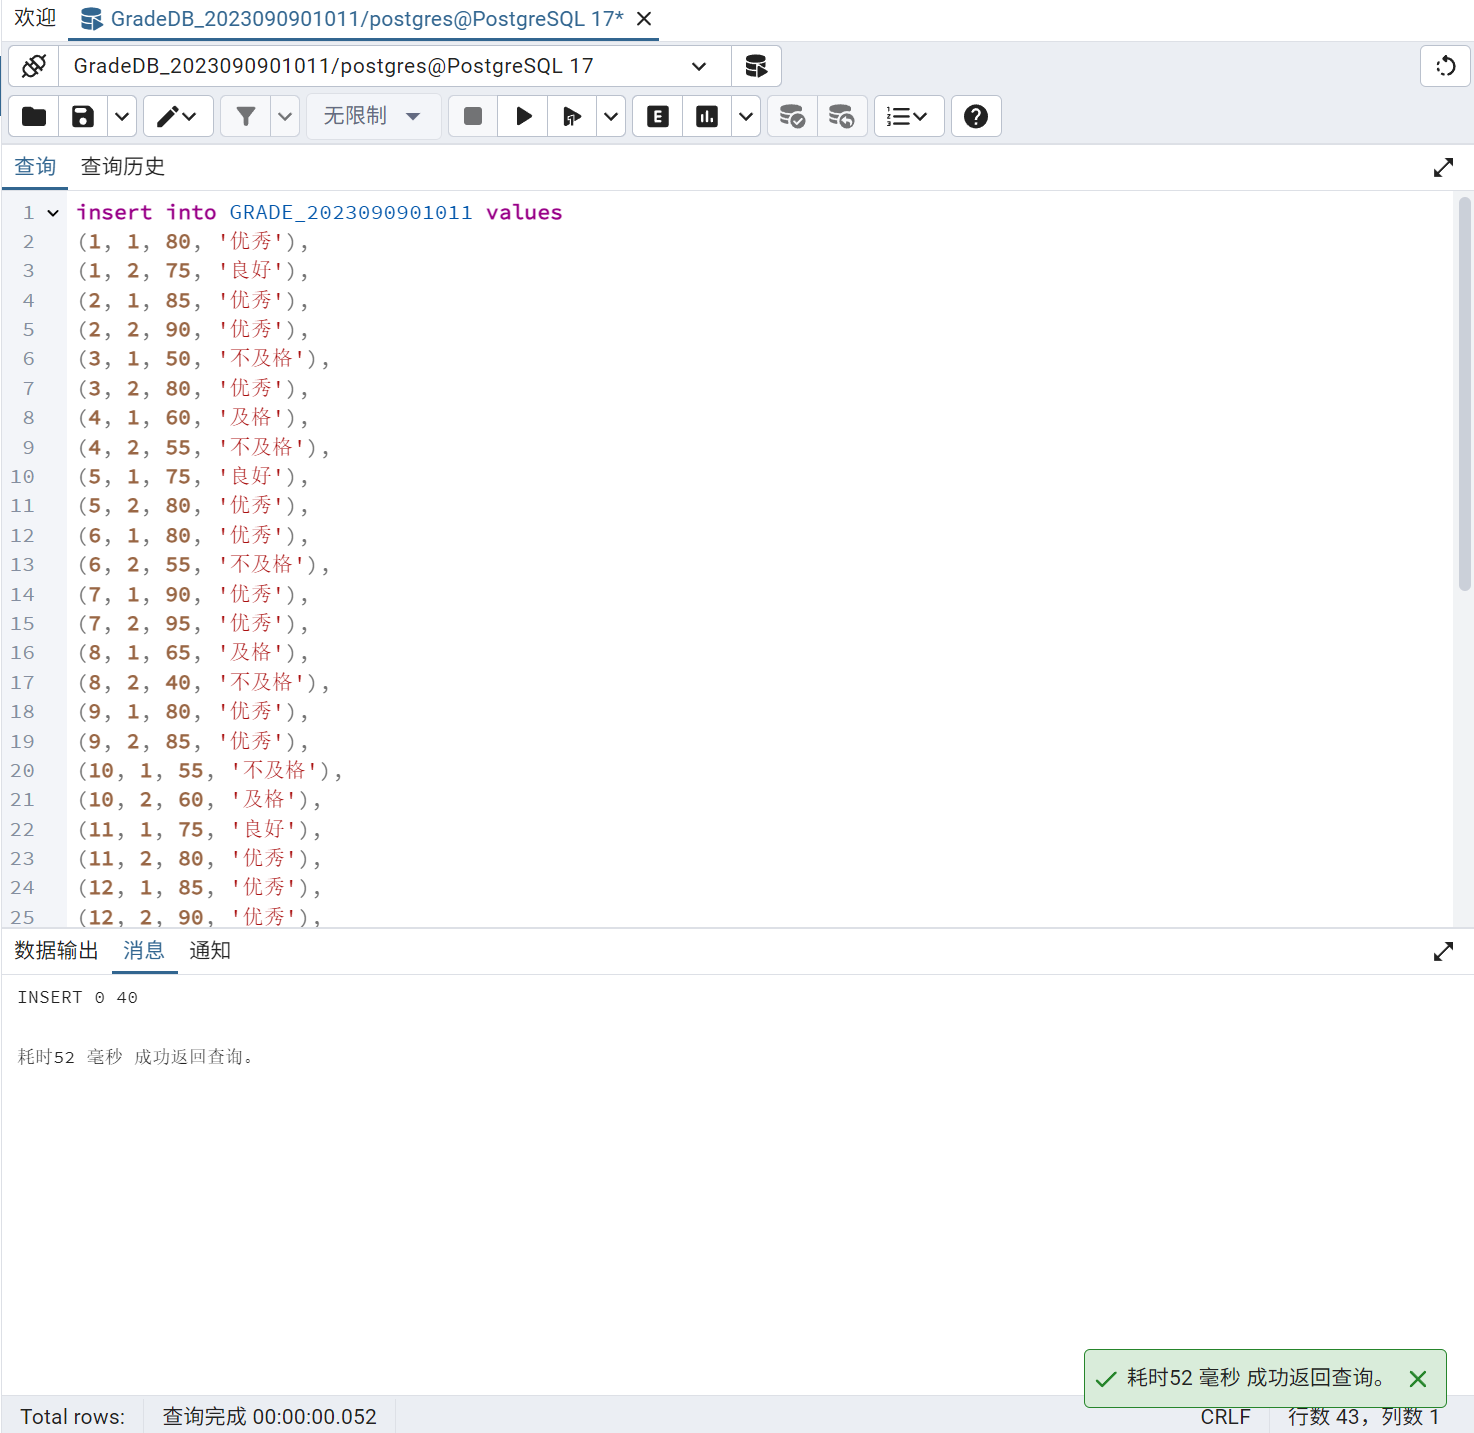 欢迎 GradeDB_2023090901011/postgres@PostgreSQL 17*
GradeDB_2023090901011/postgres@PostgreSQL 17
无限制
查询 查询历史
1 insert into GRADE_2023090901011 values
2 (1, 1, 80, '优秀'),
3 (1, 2, 75, '良好'),
4 (2, 1, 85, '优秀'),
5 (2, 2, 90, '优秀'),
6 (3, 1, 50, '不及格'),
7 (3, 2, 80, '优秀'),
8 (4, 1, 60, '及格'),
9 (4, 2, 55, '不及格'),
10 (5, 1, 75, '良好'),
11 (5, 2, 80, '优秀'),
12 (6, 1, 80, '优秀'),
13 (6, 2, 55, '不及格'),
14 (7, 1, 90, '优秀'),
15 (7, 2, 95, '优秀'),
16 (8, 1, 65, '及格'),
17 (8, 2, 40, '不及格'),
18 (9, 1, 80, '优秀'),
19 (9, 2, 85, '优秀'),
20 (10, 1, 55, '不及格'),
21 (10, 2, 60, '及格'),
22 (11, 1, 75, '良好'),
23 (11, 2, 80, '优秀'),
24 (12, 1, 85, '优秀'),
25 (12, 2, 90, '优秀'),
数据输出 消息 通知
INSERT 0 40
耗时52 毫秒 成功返回查询。
耗时52 毫秒 成功返回查询。
Total rows: 查询完成 00:00:00.052 CRLF 行数 43，列数 1